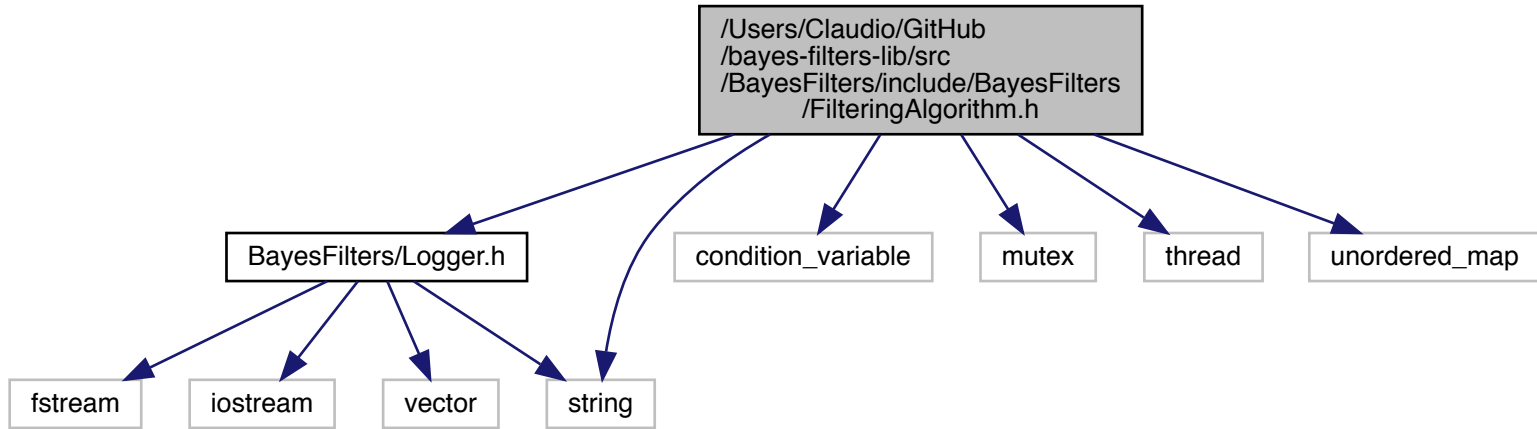 /Users/Claudio/GitHub
/bayes-filters-lib/src
/BayesFilters/include/BayesFilters
/FilteringAlgorithm.h
BayesFilters/Logger.h
condition_variable
mutex
thread
unordered_map
fstream
iostream
vector
string